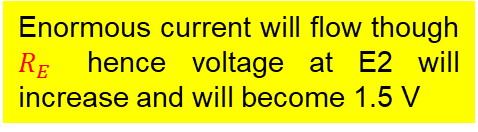 Enormous current will flow though
R_E hence voltage at E2 will
increase and will become 1.5 V